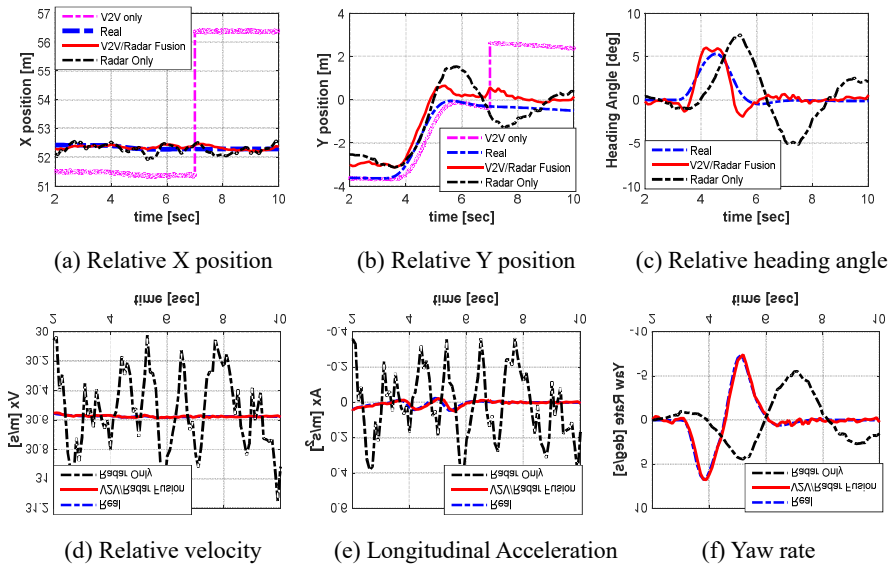 57
56
55
54
53
52
51
X position [m]
V2V only
Real
V2V/Radar Fusion
Radar Only
2 4 6 8 10
time [sec]
(a) Relative X position
4
2
0
-2
-4
Y position [m]
V2V only
Real
V2V/Radar Fusion
Radar Only
2 4 6 8 10
time [sec]
(b) Relative Y position
10
5
0
-5
-10
Heading Angle [deg]
Real
V2V/Radar Fusion
Radar Only
2 4 6 8 10
time [sec]
(c) Relative heading angle
time [sec]
2 4 6 8 10
30
30.2
30.4
30.6
30.8
31
31.2
Vx [m/s]
Radar Only
V2V/Radar Fusion
Real
(d) Relative velocity
time [sec]
2 4 6 8 10
-0.4
-0.2
0
0.2
0.4
0.6
Ax [m/s²]
Radar Only
V2V/Radar Fusion
Real
(e) Longitudinal Acceleration
time [sec]
2 4 6 8 10
-10
-5
0
5
10
Yaw Rate [deg/s]
Radar Only
V2V/Radar Fusion
Real
(f) Yaw rate